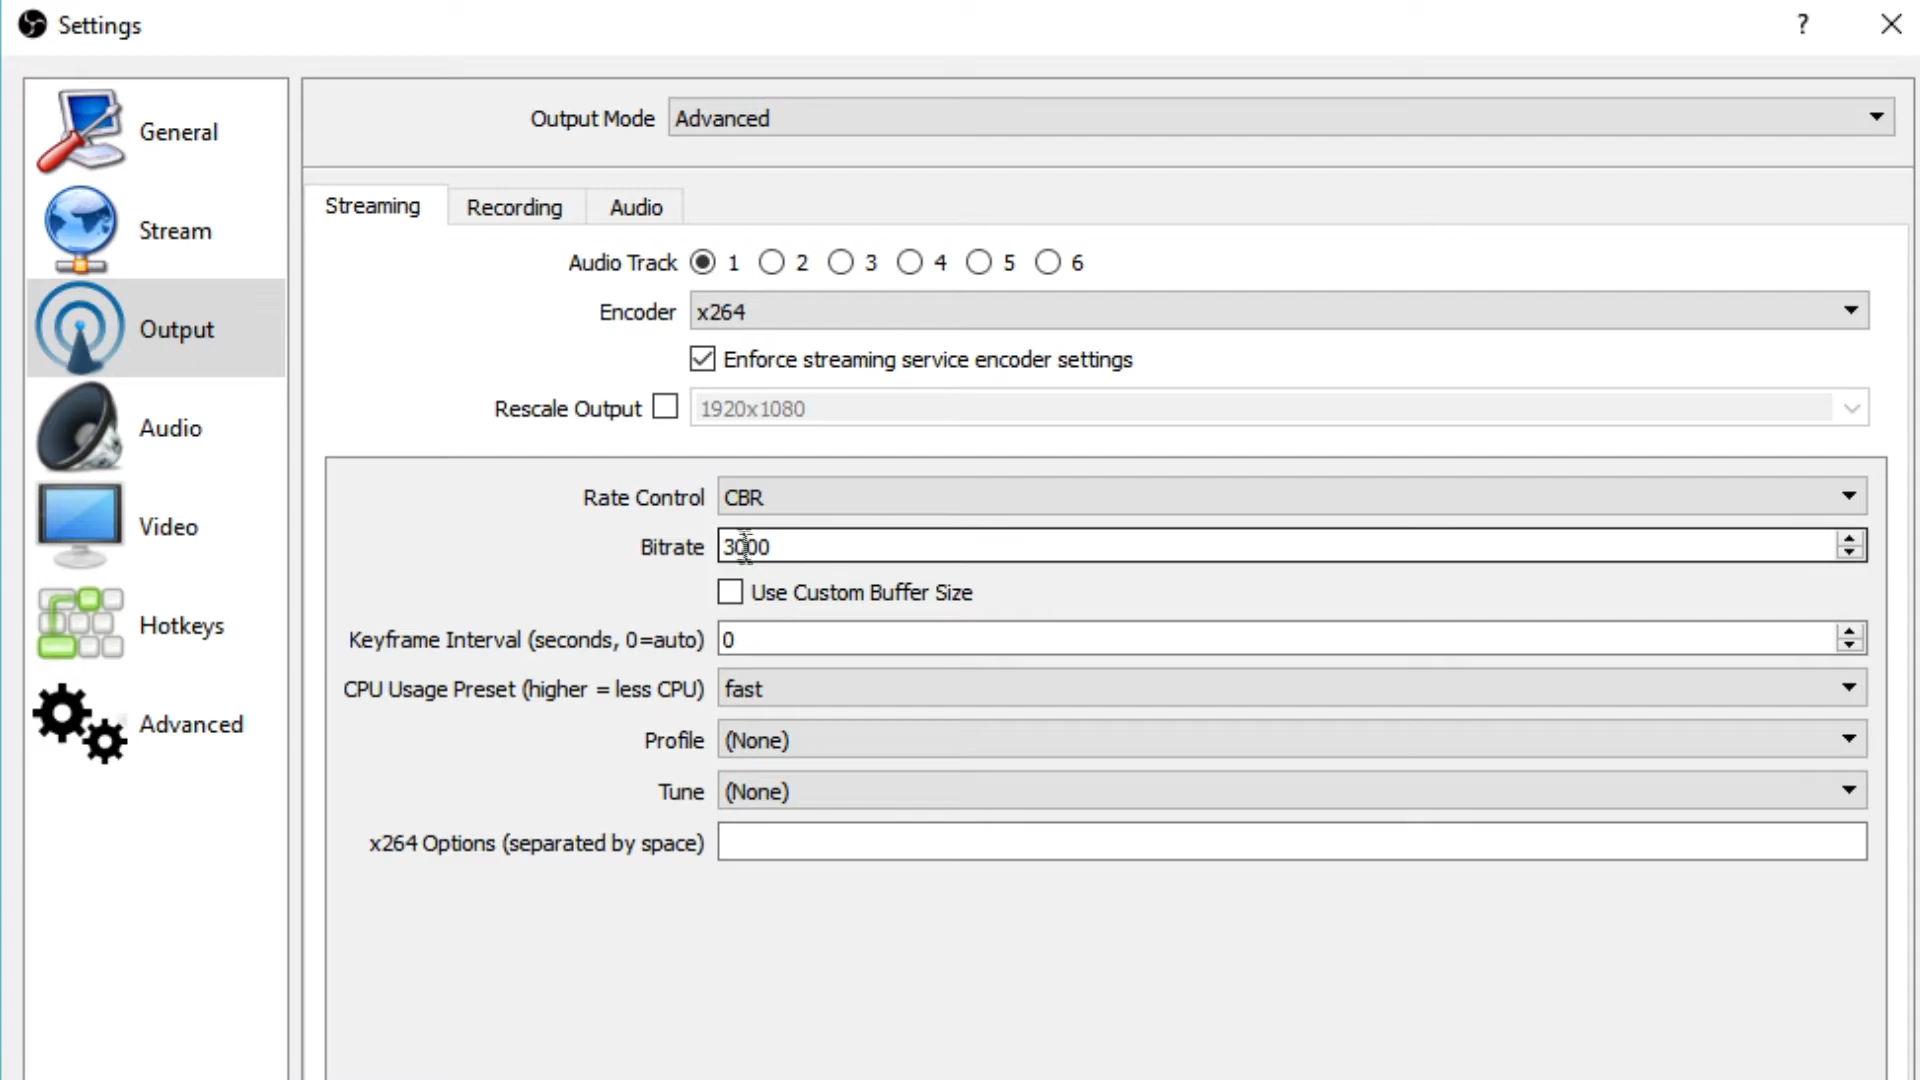 Settings
?
General
Stream
Output
Audio
Video
Hotkeys
Advanced
Output Mode Advanced
Streaming Recording Audio
Audio Track 1 2 3 4 5 6
Encoder x264
Enforce streaming service encoder settings
Rescale Output 1920x1080
Rate Control CBR
Bitrate 3000
Use Custom Buffer Size
Keyframe Interval (seconds, 0=auto) 0
CPU Usage Preset (higher = less CPU) fast
Profile (None)
Tune (None)
x264 Options (separated by space)